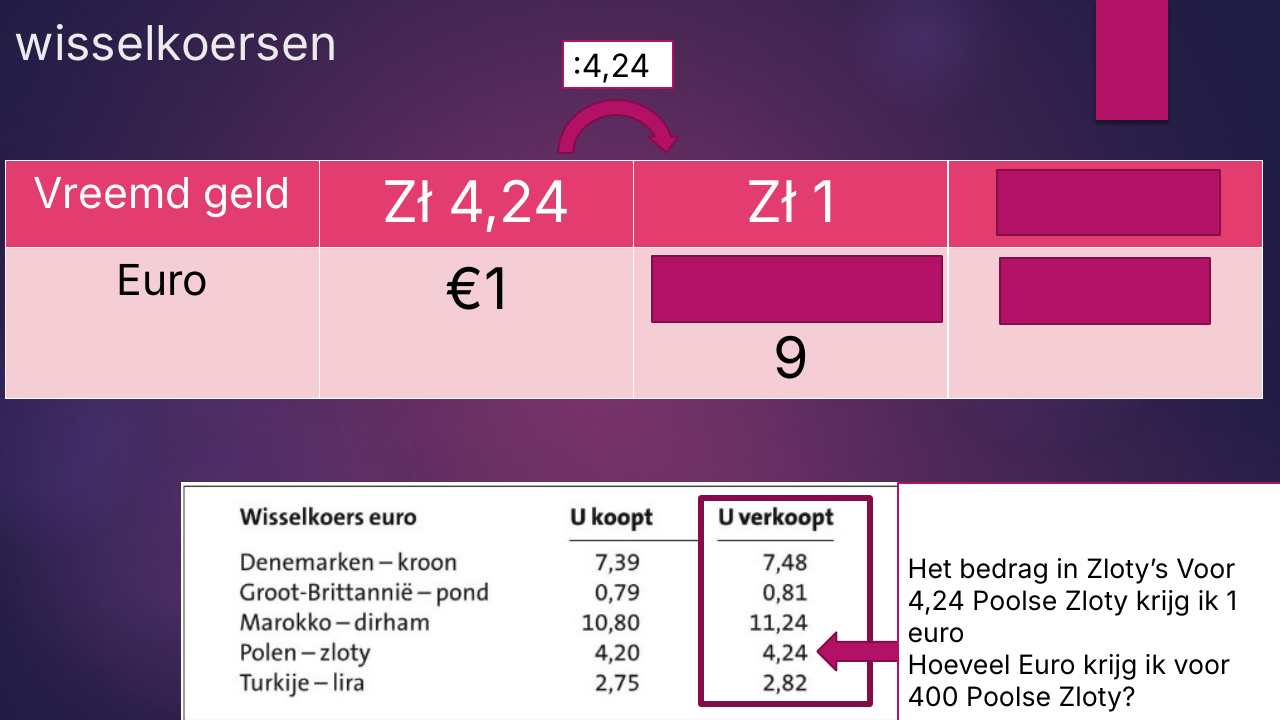 wisselkoersen
:4,24
Vreemd geld Zł 4,24 Zł 1
Euro €1
9
Wisselkoers euro U koopt U verkoopt
Denemarken – kroon 7,39 7,48
Groot-Brittannië – pond 0,79 0,81
Marokko – dirham 10,80 11,24
Polen – zloty 4,20 4,24
Turkije – lira 2,75 2,82
Het bedrag in Zloty’s Voor
4,24 Poolse Zloty krijg ik 1
euro
Hoeveel Euro krijg ik voor
400 Poolse Zloty?